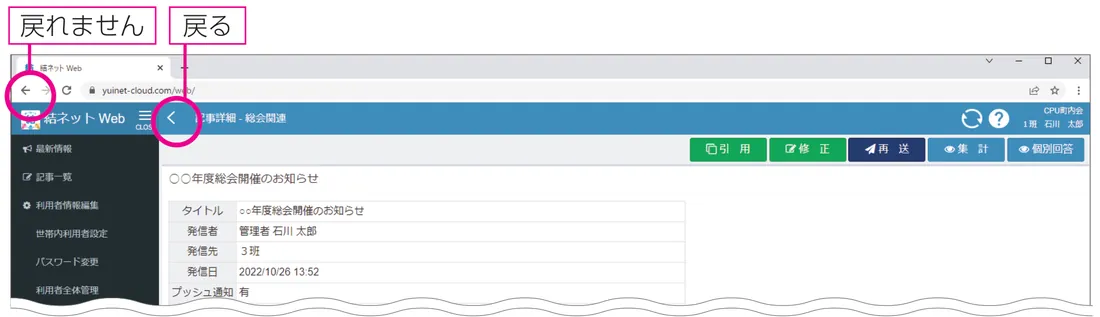 戻れません
戻る
結ネット Web
yuinet-cloud.com/web/
結ネット Web
CLOS
記事詳細 - 総会関連
CPU町内会
1班 石川 太郎
最新情報
引 用
修 正
再 送
集 計
個別回答
記事一覧
○○年度総会開催のお知らせ
利用者情報編集
タイトル ○○年度総会開催のお知らせ
世帯内利用者設定
発信者 管理者 石川 太郎
発信先 3班
パスワード変更
発信日 2022/10/26 13:52
利用者全体管理
プッシュ通知 有